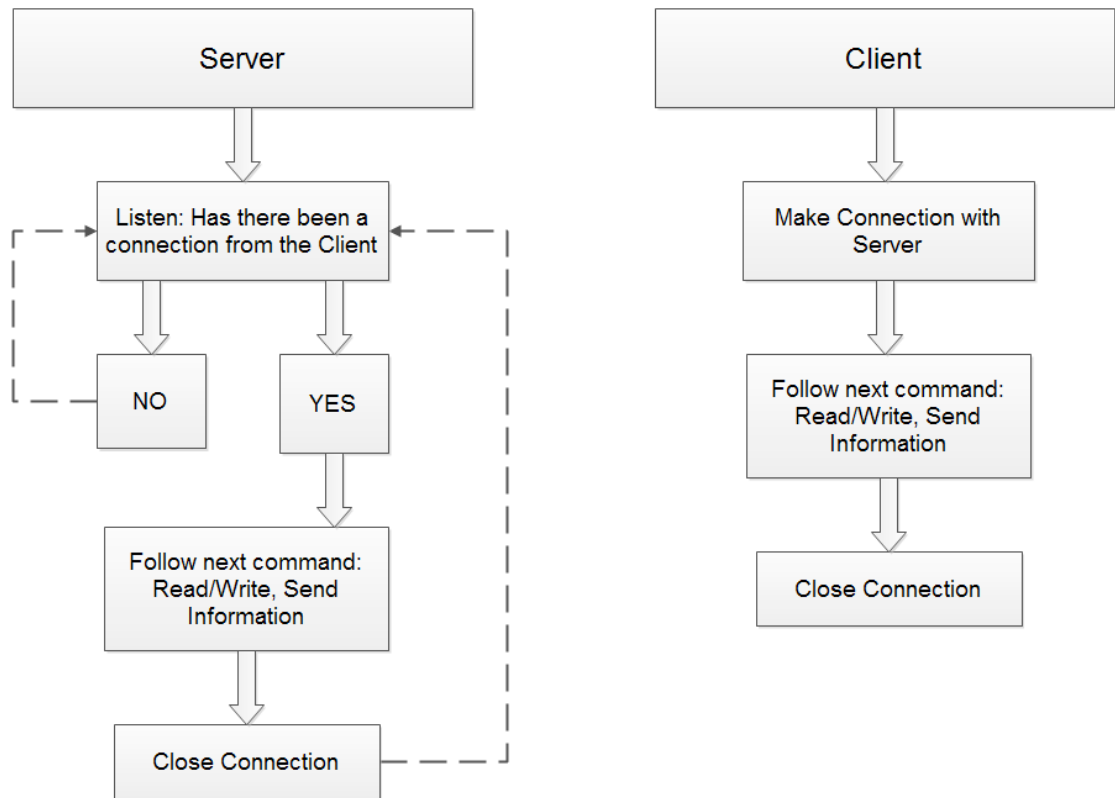 Server
Listen: Has there been a
connection from the Client
NO
YES
Follow next command:
Read/Write, Send
Information
Close Connection
Client
Make Connection with
Server
Follow next command:
Read/Write, Send
Information
Close Connection